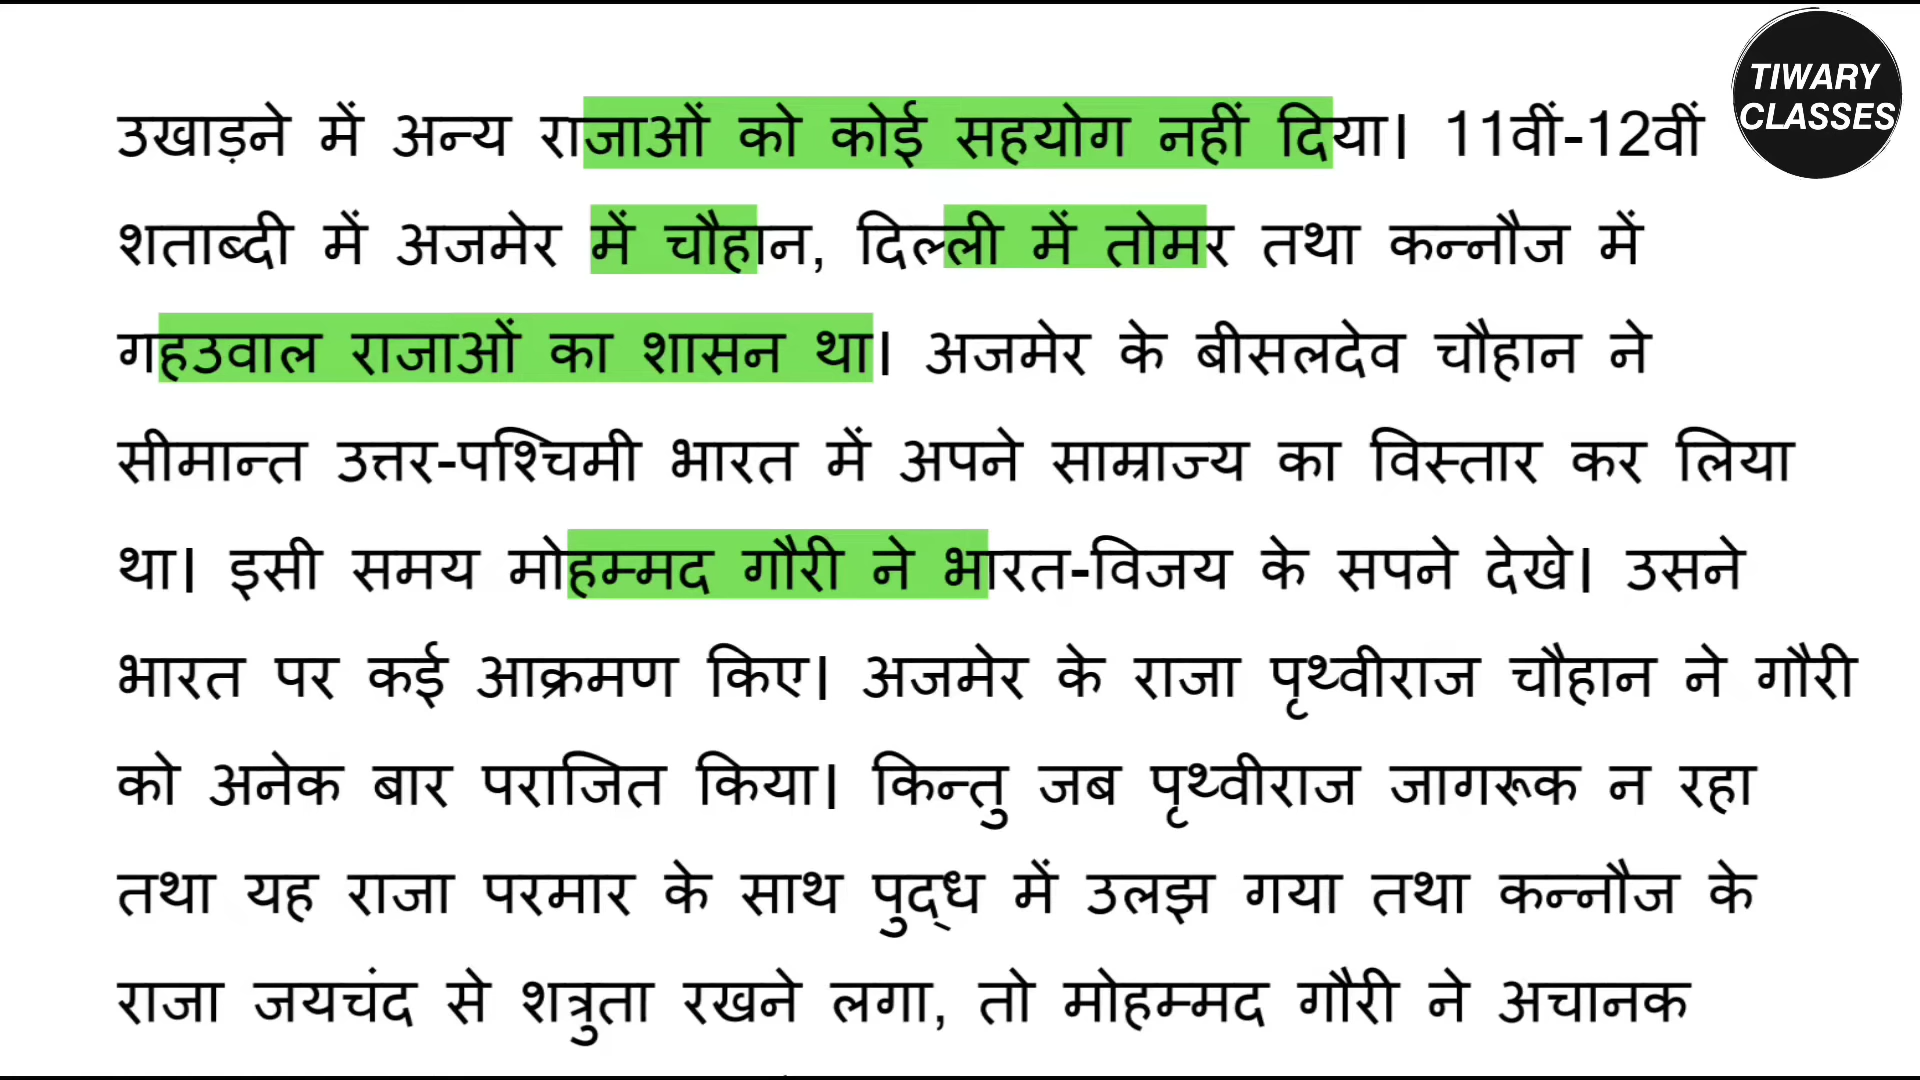 TIWARY
CLASSES
उखाड़ने में अन्य राजाओं को कोई सहयोग नहीं दिया। 11वीं-12वीं
शताब्दी में अजमेर में चौहान, दिल्ली में तोमर तथा कन्नौज में
गहउवाल राजाओं का शासन था। अजमेर के बीसलदेव चौहान ने
सीमान्त उत्तर-पश्चिमी भारत में अपने साम्राज्य का विस्तार कर लिया
था। इसी समय मोहम्मद गौरी ने भारत-विजय के सपने देखे। उसने
भारत पर कई आक्रमण किए। अजमेर के राजा पृथ्वीराज चौहान ने गौरी
को अनेक बार पराजित किया। किन्तु जब पृथ्वीराज जागरूक न रहा
तथा यह राजा परमार के साथ पुद्ध में उलझ गया तथा कन्नौज के
राजा जयचंद से शत्रुता रखने लगा, तो मोहम्मद गौरी ने अचानक